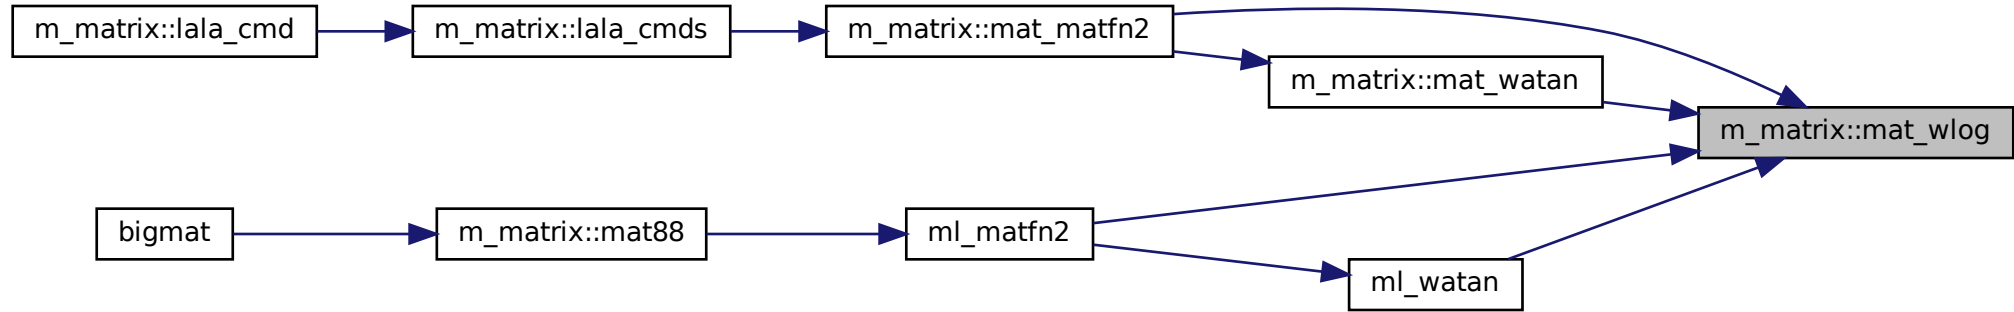 m_matrix::lala_cmd
m_matrix::lala_cmds
m_matrix::mat_matfn2
m_matrix::mat_watan
m_matrix::mat_wlog
bigmat
m_matrix::mat88
ml_matfn2
ml_watan